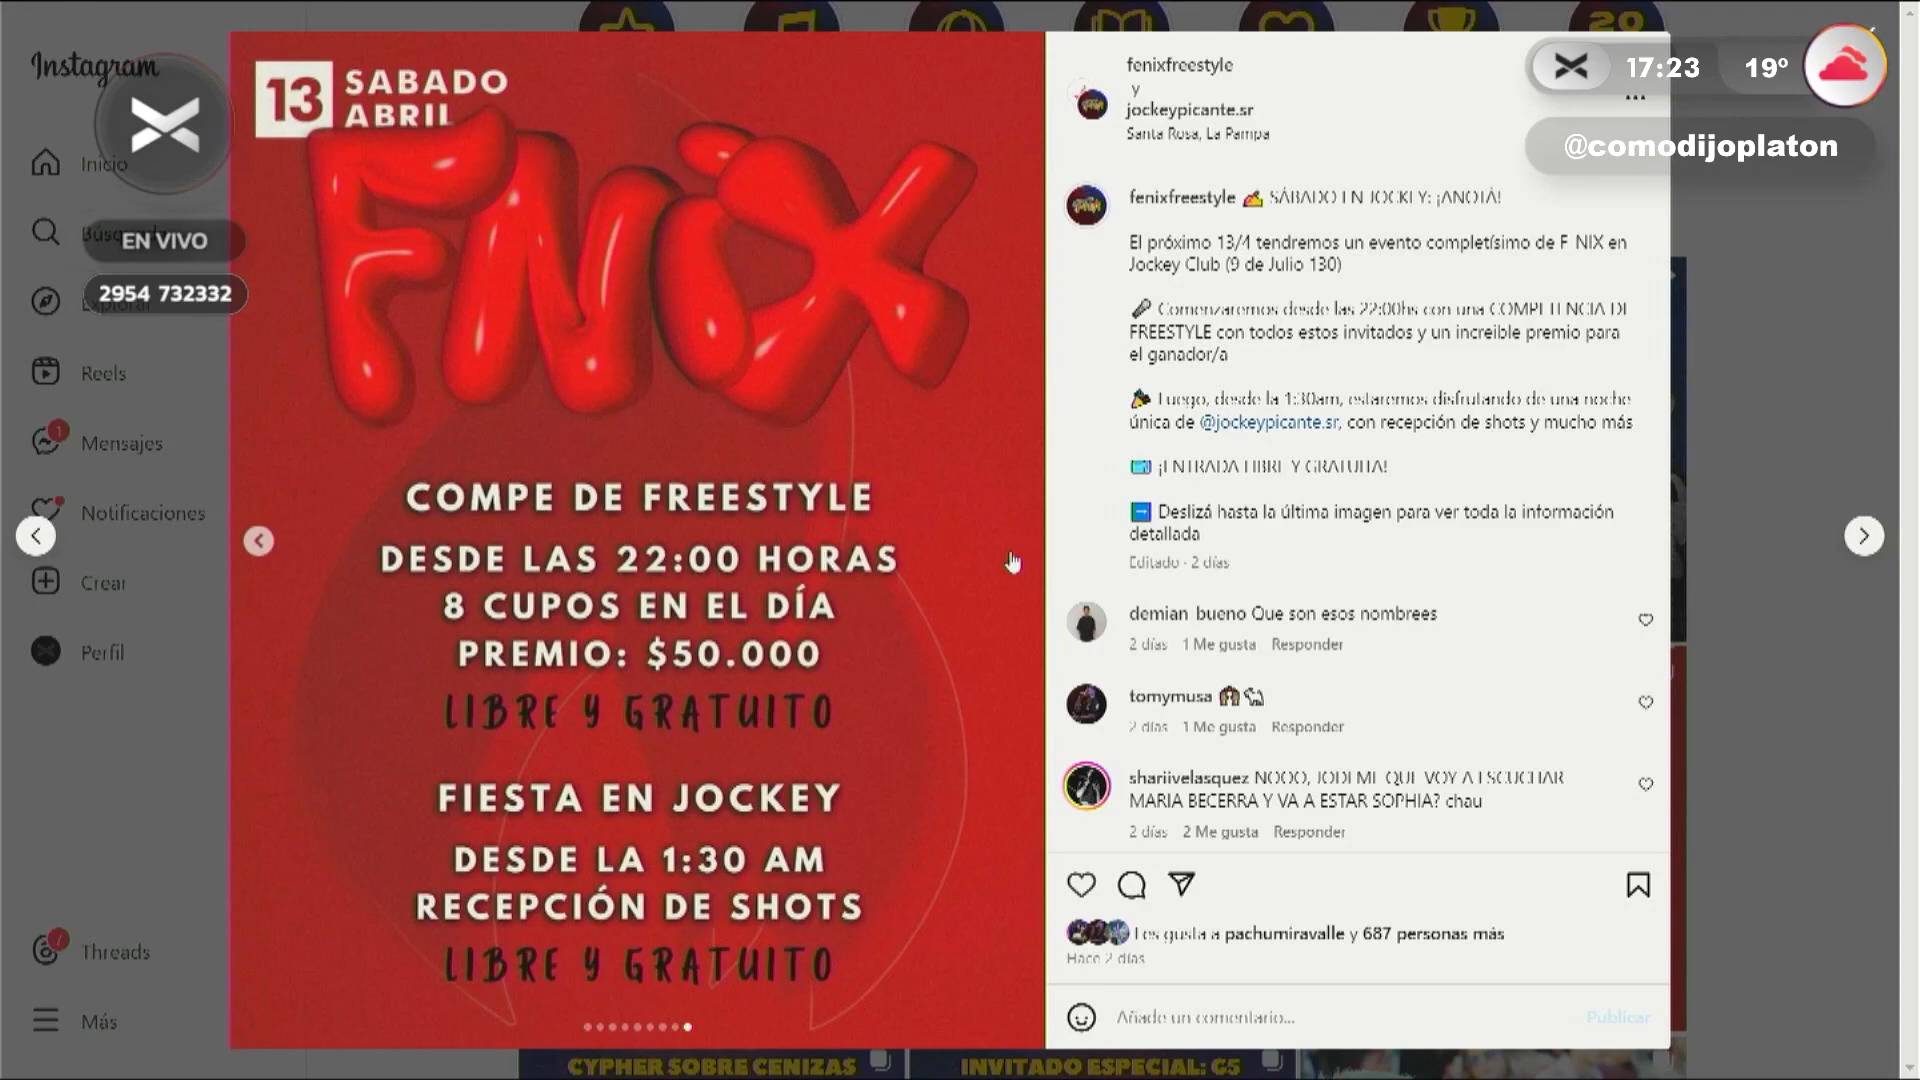 Instagram
Inicio
EN VIVO
2954 732332
Reels
1
Mensajes
Notificaciones
Crear
Perfil
Threads
Más
13
SABADO
ABRIL
FNIX
COMPE DE FREESTYLE
DESDE LAS 22:00 HORAS
8 CUPOS EN EL DÍA
PREMIO: $50.000
LIBRE Y GRATUITO
FIESTA EN JOCKEY
DESDE LA 1:30 AM
RECEPCIÓN DE SHOTS
LIBRE Y GRATUITO
20
17:23 19º
@comodijoplaton
fenixfreestyle
y
jockeypicante.sr
Santa Rosa, La Pampa
fenixfreestyle ✍ SÁBADO EN JOCKEY: ¡ANOTÁ!
El próximo 13/4 tendremos un evento completísimo de F NIX en
Jockey Club (9 de Julio 130)
🎤 Comenzaremos desde las 22:00hs con una COMPETENCIA DE
FREESTYLE con todos estos invitados y un increible premio para
el ganador/a
🎉 Luego, desde la 1:30am, estaremos disfrutando de una noche
única de @jockeypicante.sr, con recepción de shots y mucho más
🎟 ¡ENTRADA LIBRE Y GRATUITA!
➡ Deslizá hasta la última imagen para ver toda la información
detallada
Editado · 2 días
demian_bueno Que son esos nombrees
2 días 1 Me gusta Responder
tomymusa
2 días 1 Me gusta Responder
shariivelasquez NOOO, JODEME QUE VOY A ESCUCHAR
MARIA BECERRA Y VA A ESTAR SOPHIA? chau
2 días 2 Me gusta Responder
Les gusta a pachumiravalle y 687 personas más
Hace 2 días
Añade un comentario...
Publicar
CYPHER SOBRE CENIZAS
INVITADO ESPECIAL: G5